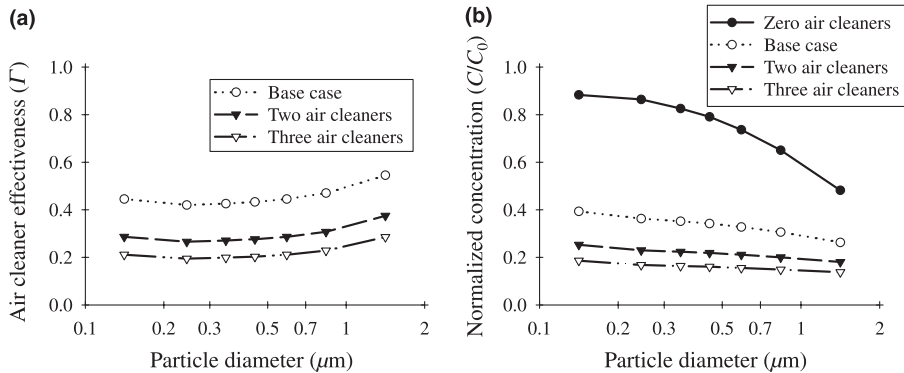 (a)
Air cleaner effectiveness (Γ)
1.0
0.8
0.6
0.4
0.2
0.0
Base case
Two air cleaners
Three air cleaners
0.1 0.2 0.3 0.5 0.7 1 2
Particle diameter (μm)
(b)
Normalized concentration (C/C₀)
1.0
0.8
0.6
0.4
0.2
0.0
Zero air cleaners
Base case
Two air cleaners
Three air cleaners
0.1 0.2 0.3 0.5 0.7 1 2
Particle diameter (μm)